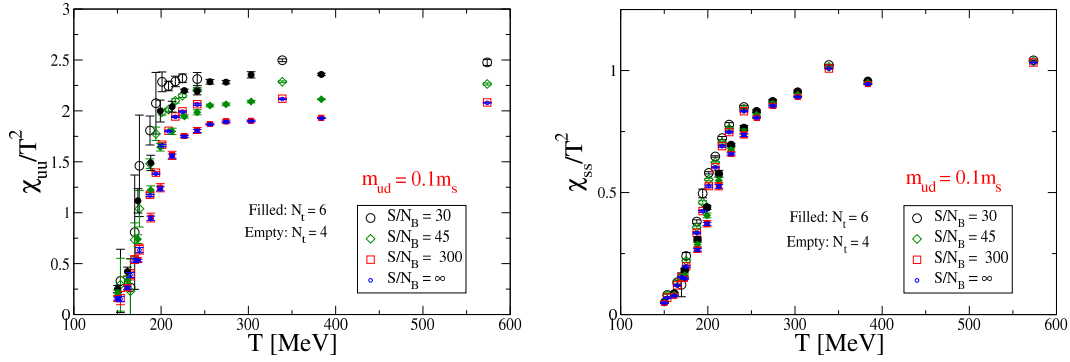 3
2.5
2
1.5
1
0.5
0
χuu/T²
100 200 300 400 500 600
T [MeV]
m_ud = 0.1m_s
Filled: N_t = 6
Empty: N_t = 4
S/N_B = 30
S/N_B = 45
S/N_B = 300
S/N_B = ∞
1
0.5
0
χss/T²
100 200 300 400 500 600
T [MeV]
m_ud = 0.1m_s
Filled: N_t = 6
Empty: N_t = 4
S/N_B = 30
S/N_B = 45
S/N_B = 300
S/N_B = ∞